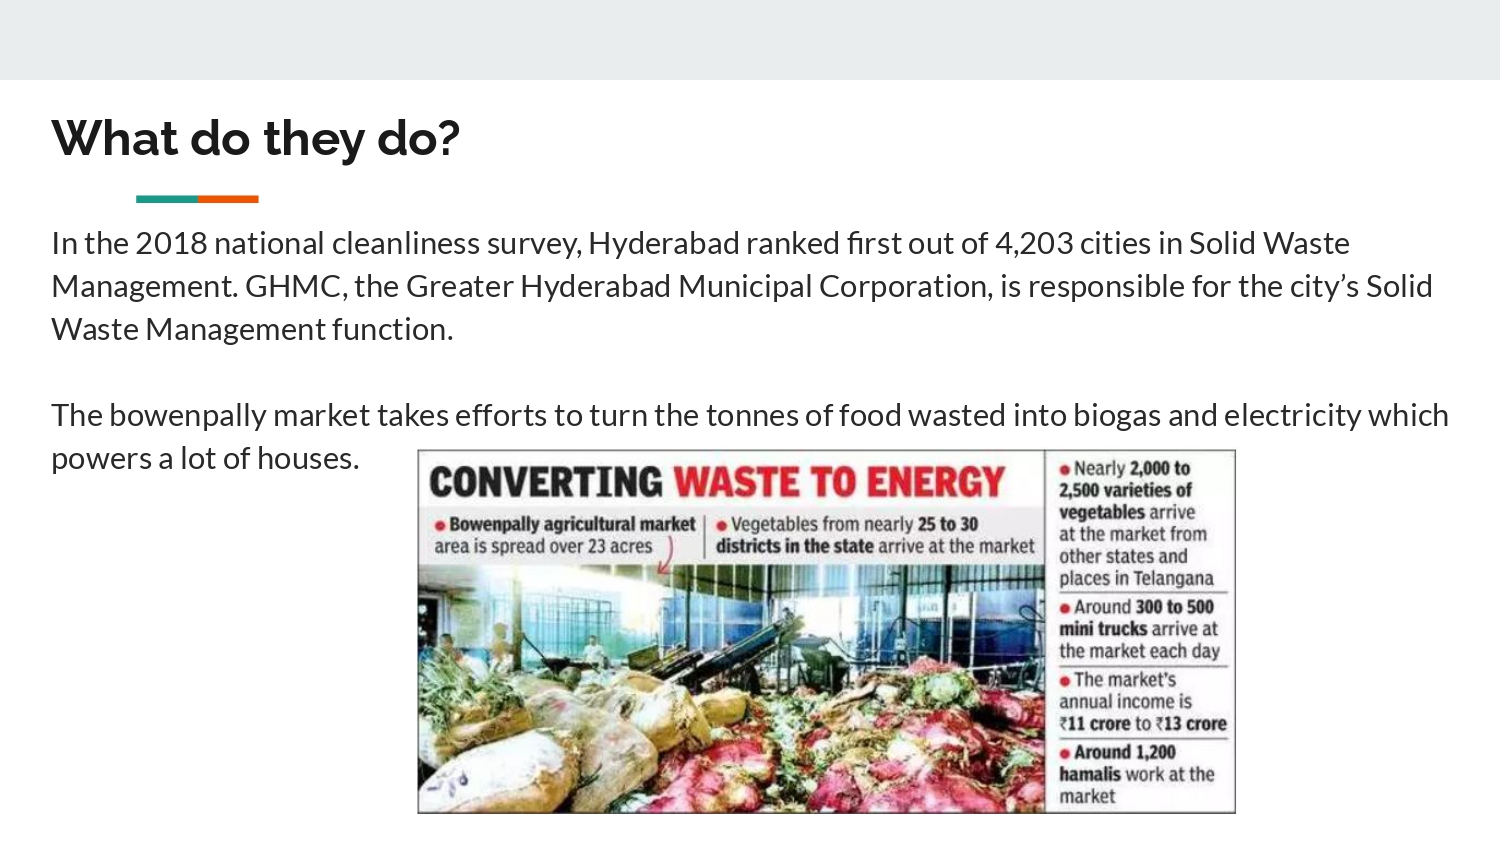 What do they do?
In the 2018 national cleanliness survey, Hyderabad ranked first out of 4,203 cities in Solid Waste
Management. GHMC, the Greater Hyderabad Municipal Corporation, is responsible for the city’s Solid
Waste Management function.
The bowenpally market takes efforts to turn the tonnes of food wasted into biogas and electricity which
powers a lot of houses.
CONVERTING WASTE TO ENERGY
● Bowenpally agricultural market
area is spread over 23 acres
● Vegetables from nearly 25 to 30
districts in the state arrive at the market
● Nearly 2,000 to
2,500 varieties of
vegetables arrive
at the market from
other states and
places in Telangana
● Around 300 to 500
mini trucks arrive at
the market each day
● The market's
annual income is
₹11 crore to ₹13 crore
● Around 1,200
hamalis work at the
market